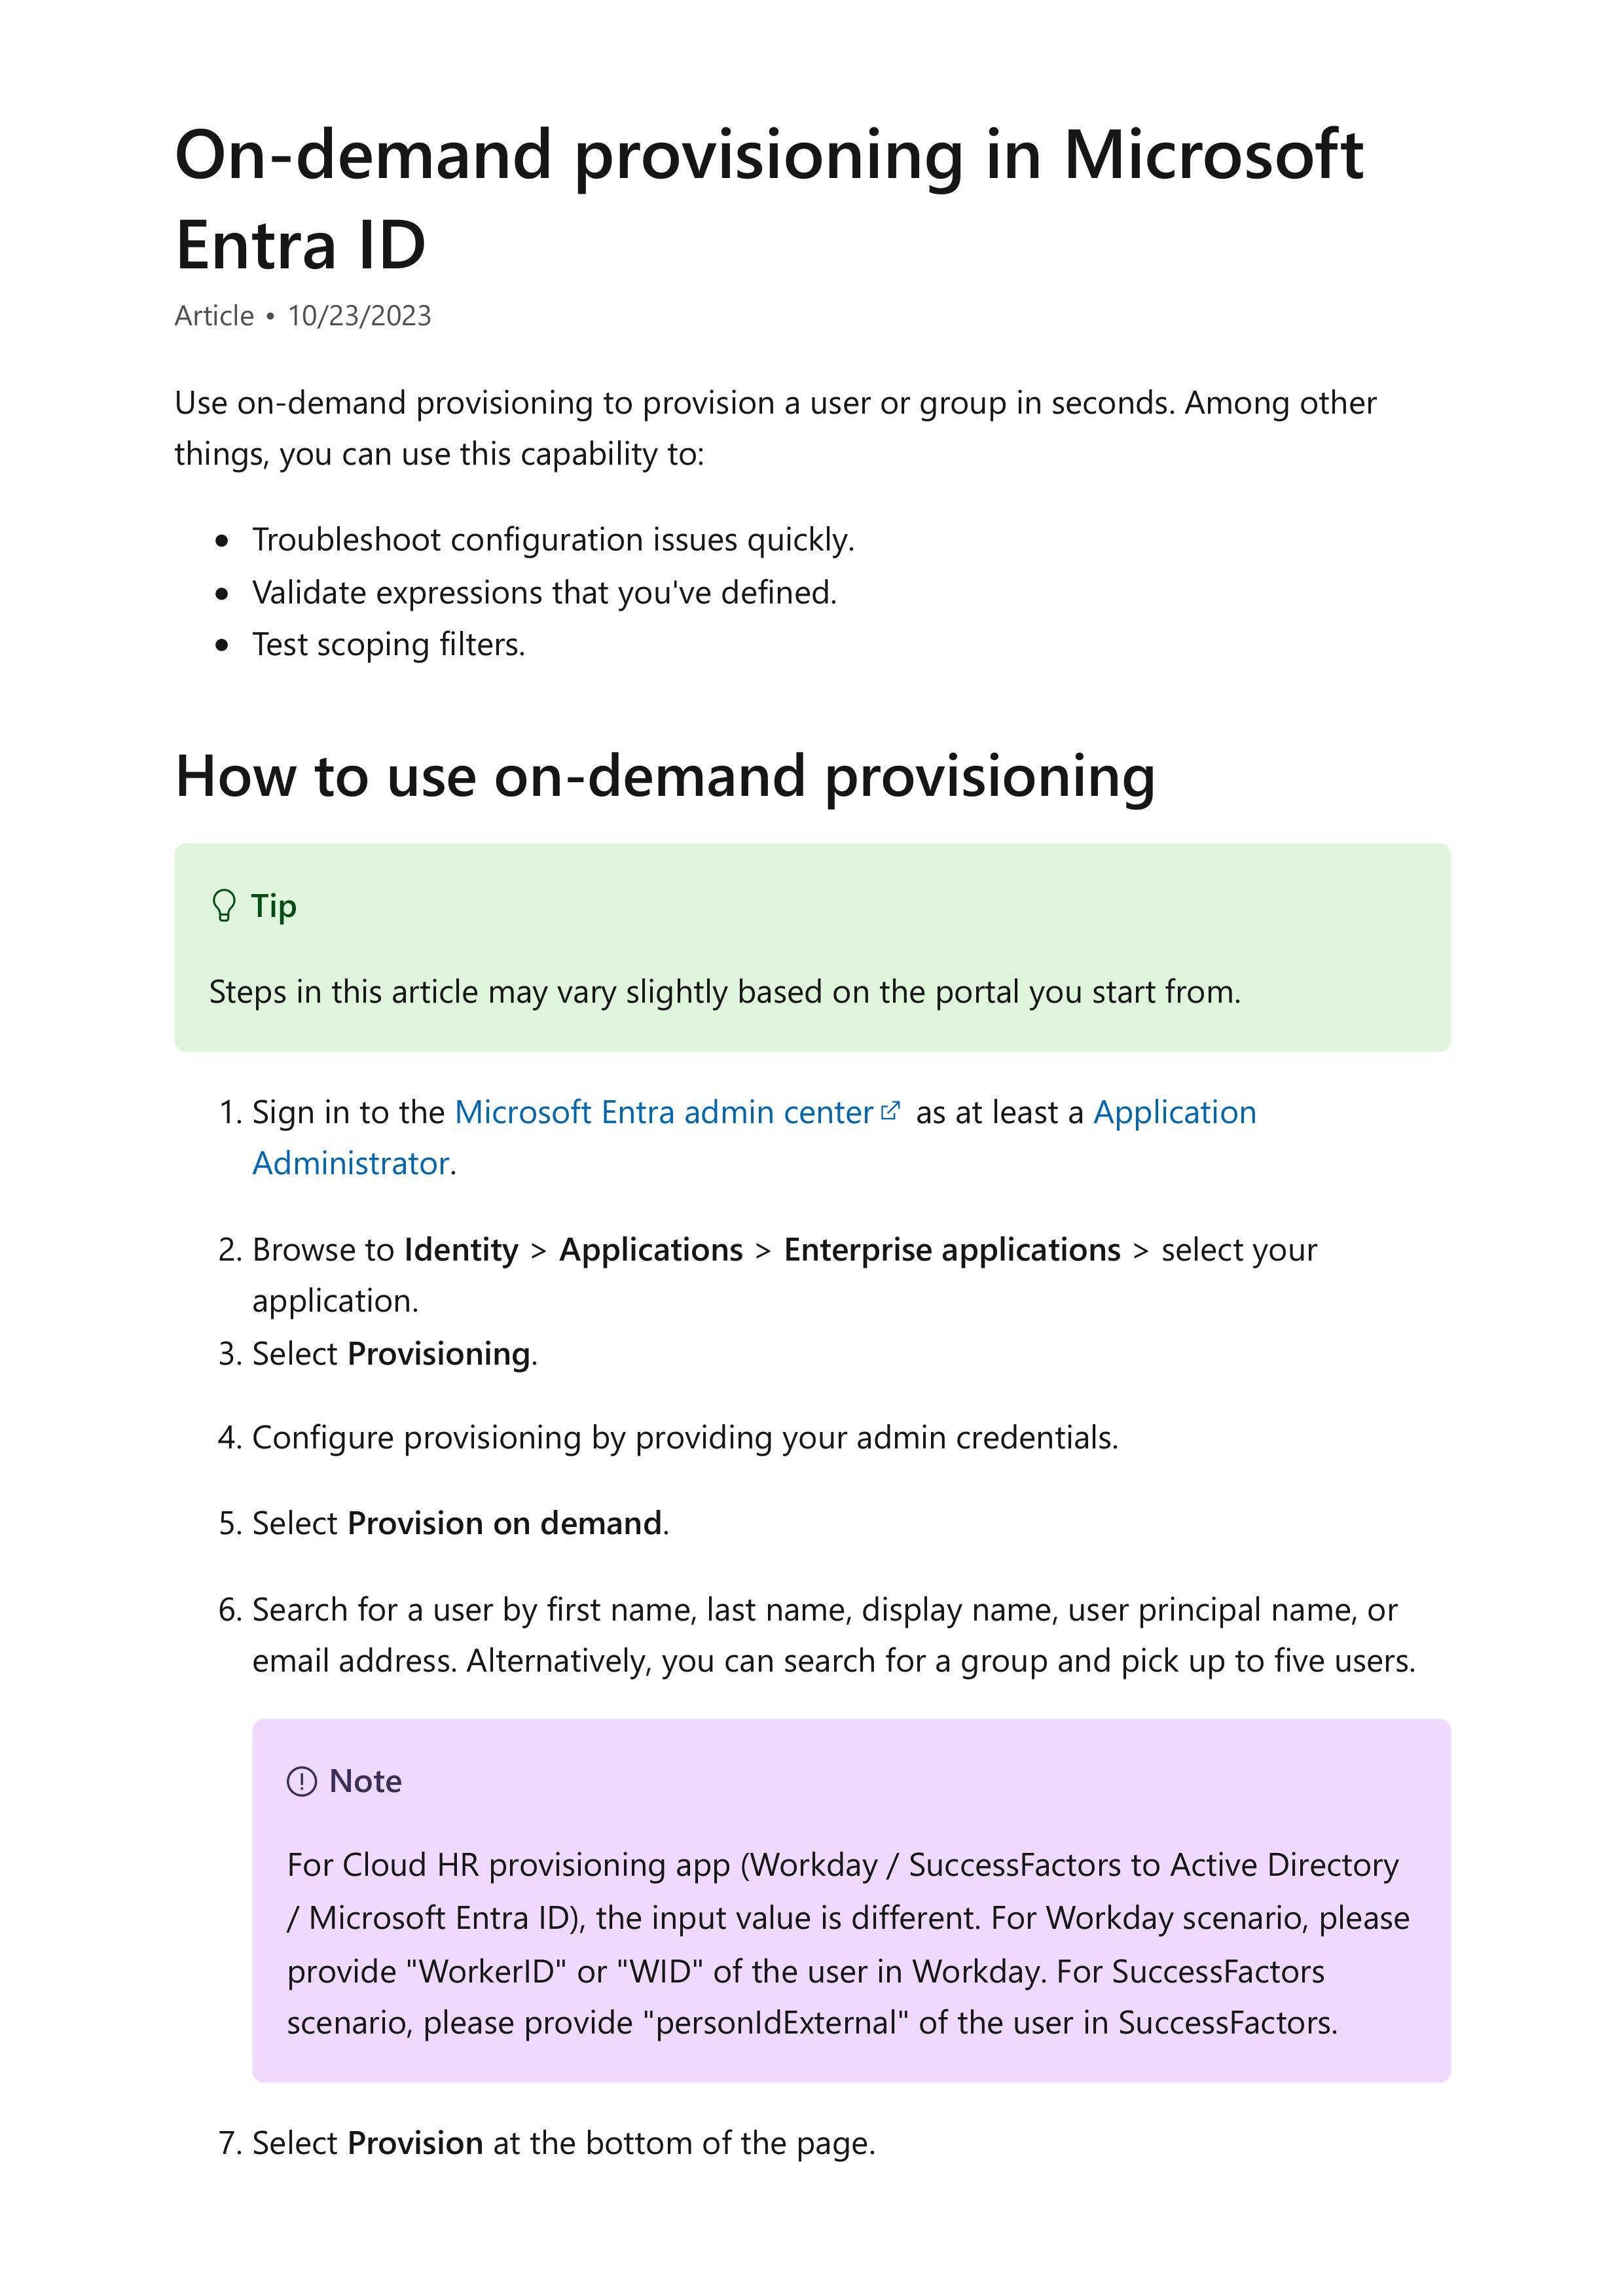 On-demand provisioning in Microsoft
Entra ID
Article • 10/23/2023
Use on-demand provisioning to provision a user or group in seconds. Among other
things, you can use this capability to:
• Troubleshoot configuration issues quickly.
• Validate expressions that you've defined.
• Test scoping filters.
How to use on-demand provisioning
Tip
Steps in this article may vary slightly based on the portal you start from.
1. Sign in to the Microsoft Entra admin center as at least a Application
Administrator.
2. Browse to Identity > Applications > Enterprise applications > select your
application.
3. Select Provisioning.
4. Configure provisioning by providing your admin credentials.
5. Select Provision on demand.
6. Search for a user by first name, last name, display name, user principal name, or
email address. Alternatively, you can search for a group and pick up to five users.
Note
For Cloud HR provisioning app (Workday / SuccessFactors to Active Directory
/ Microsoft Entra ID), the input value is different. For Workday scenario, please
provide "WorkerID" or "WID" of the user in Workday. For SuccessFactors
scenario, please provide "personIdExternal" of the user in SuccessFactors.
7. Select Provision at the bottom of the page.